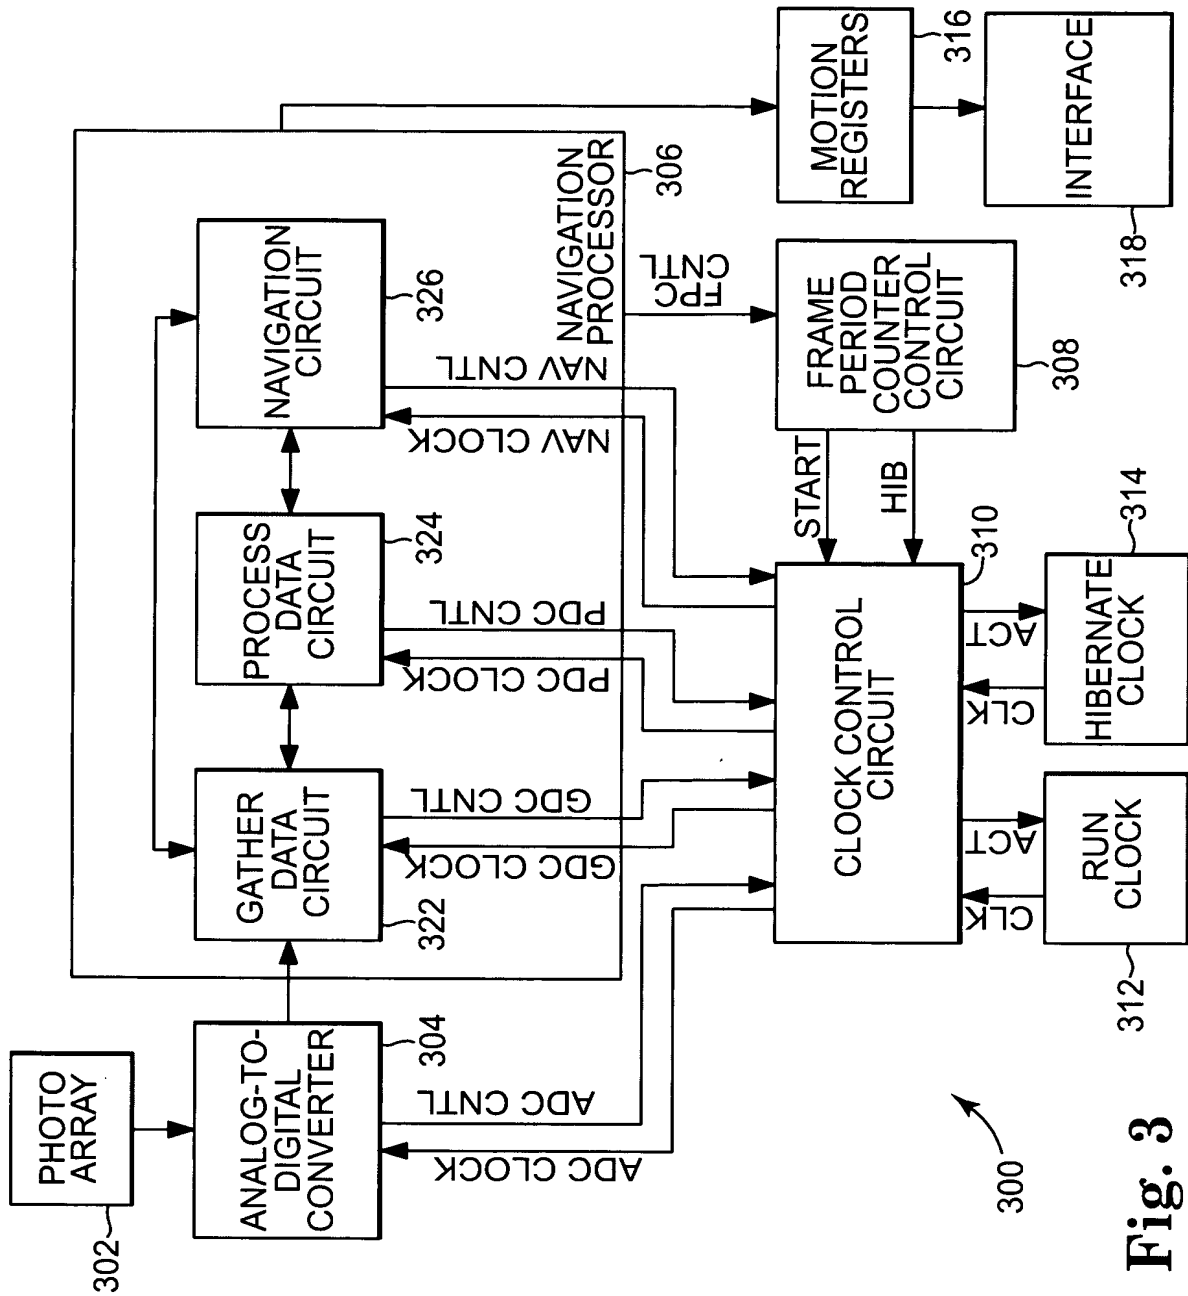 PHOTO
ARRAY
302
ANALOG-TO-
DIGITAL
CONVERTER
304
ADC CLOCK
ADC CNTL
GATHER
DATA
CIRCUIT
322
GDC CLOCK
GDC CNTL
PROCESS
DATA
CIRCUIT
324
PDC CLOCK
PDC CNTL
NAVIGATION
CIRCUIT
326
NAV CLOCK
NAV CNTL
NAVIGATION
PROCESSOR
306
FPC
CNTL
FRAME
PERIOD
COUNTER
CONTROL
CIRCUIT
308
START
HIB
CLOCK CONTROL
CIRCUIT
310
CLK
ACT
RUN
CLOCK
312
CLK
ACT
HIBERNATE
CLOCK
314
MOTION
REGISTERS
316
INTERFACE
318
300
Fig. 3